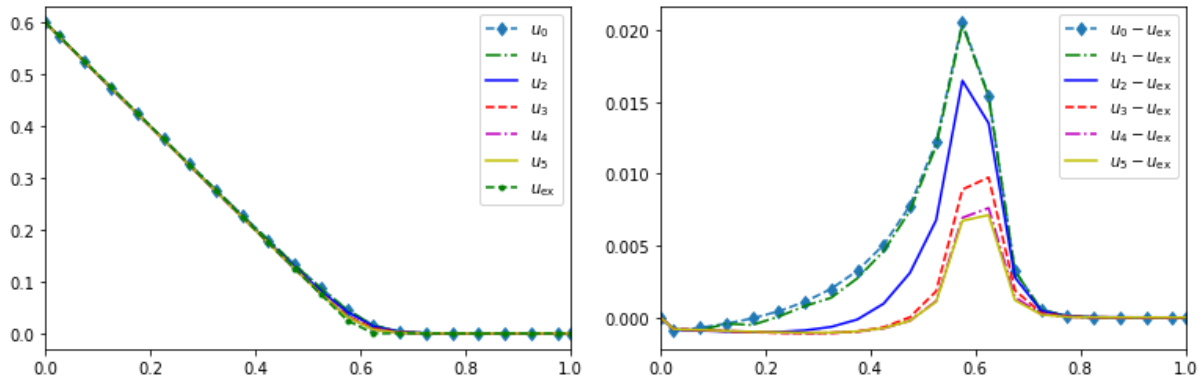 0.6
0.5
0.4
0.3
0.2
0.1
0.0
0.0 0.2 0.4 0.6 0.8 1.0
u₀
u₁
u₂
u₃
u₄
u₅
uₑₓ
0.020
0.015
0.010
0.005
0.000
0.0 0.2 0.4 0.6 0.8 1.0
u₀ − uₑₓ
u₁ − uₑₓ
u₂ − uₑₓ
u₃ − uₑₓ
u₄ − uₑₓ
u₅ − uₑₓ